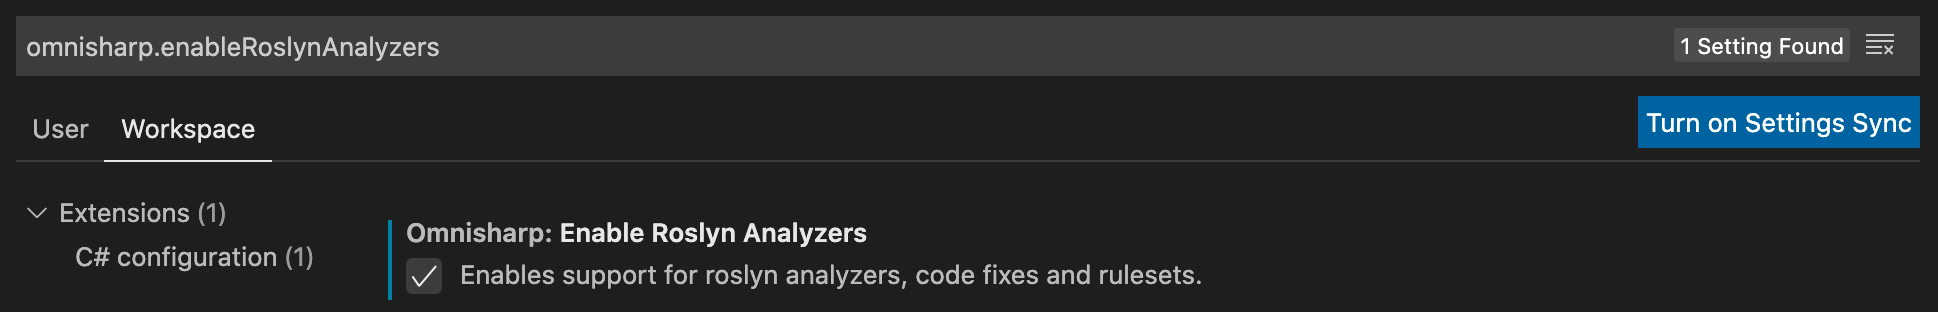 omnisharp.enableRoslynAnalyzers
1 Setting Found
User Workspace
Turn on Settings Sync
Extensions (1)
C# configuration (1)
Omnisharp: Enable Roslyn Analyzers
Enables support for roslyn analyzers, code fixes and rulesets.